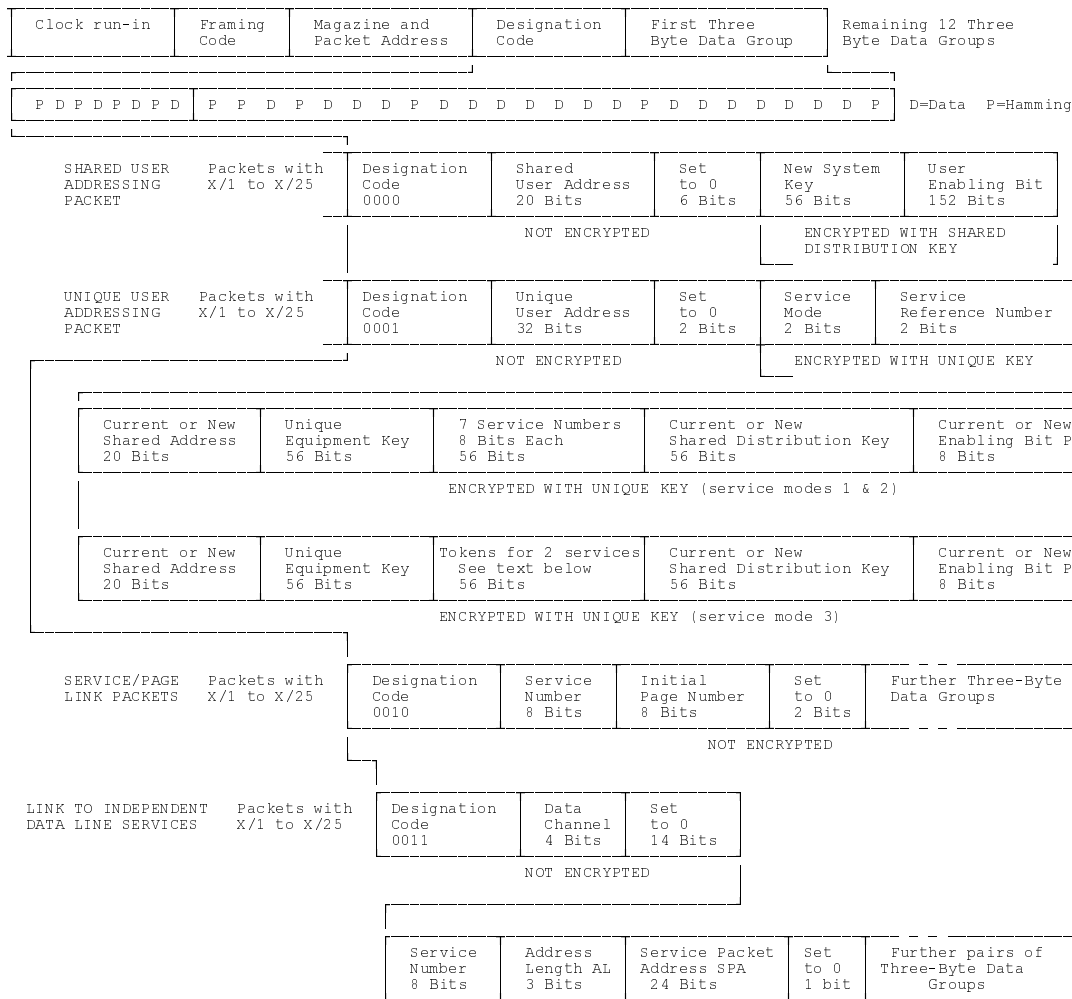 Clock run-in Framing Magazine and Designation First Three Remaining 12 Three
Code Packet Address Code Byte Data Group Byte Data Groups
P D P D P D P D P P D P D D D P D D D D D D D P D D D D D D D P D=Data P=Hamming
SHARED USER Packets with Designation Shared Set New System User
ADDRESSING X/1 to X/25 Code User Address to 0 Key Enabling Bit
PACKET 0000 20 Bits 6 Bits 56 Bits 152 Bits
NOT ENCRYPTED ENCRYPTED WITH SHARED
DISTRIBUTION KEY
UNIQUE USER Packets with Designation Unique Set Service Service
ADDRESSING X/1 to X/25 Code User Address to 0 Mode Reference Number
PACKET 0001 32 Bits 2 Bits 2 Bits 2 Bits
NOT ENCRYPTED ENCRYPTED WITH UNIQUE KEY
Current or New Unique 7 Service Numbers Current or New Current or New
Shared Address Equipment Key 8 Bits Each Shared Distribution Key Enabling Bit P
20 Bits 56 Bits 56 Bits 56 Bits 8 Bits
ENCRYPTED WITH UNIQUE KEY (service modes 1 & 2)
Current or New Unique Tokens for 2 services Current or New Current or New
Shared Address Equipment Key See text below Shared Distribution Key Enabling Bit P
20 Bits 56 Bits 56 Bits 56 Bits 8 Bits
ENCRYPTED WITH UNIQUE KEY (service mode 3)
SERVICE/PAGE Packets with Designation Service Initial Set Further Three-Byte
LINK PACKETS X/1 to X/25 Code Number Page Number to 0 Data Groups
0010 8 Bits 8 Bits 2 Bits
NOT ENCRYPTED
LINK TO INDEPENDENT Packets with Designation Data Set
DATA LINE SERVICES X/1 to X/25 Code Channel to 0
0011 4 Bits 14 Bits
NOT ENCRYPTED
Service Address Service Packet Set Further pairs of
Number Length AL Address SPA to 0 Three-Byte Data
8 Bits 3 Bits 24 Bits 1 bit Groups